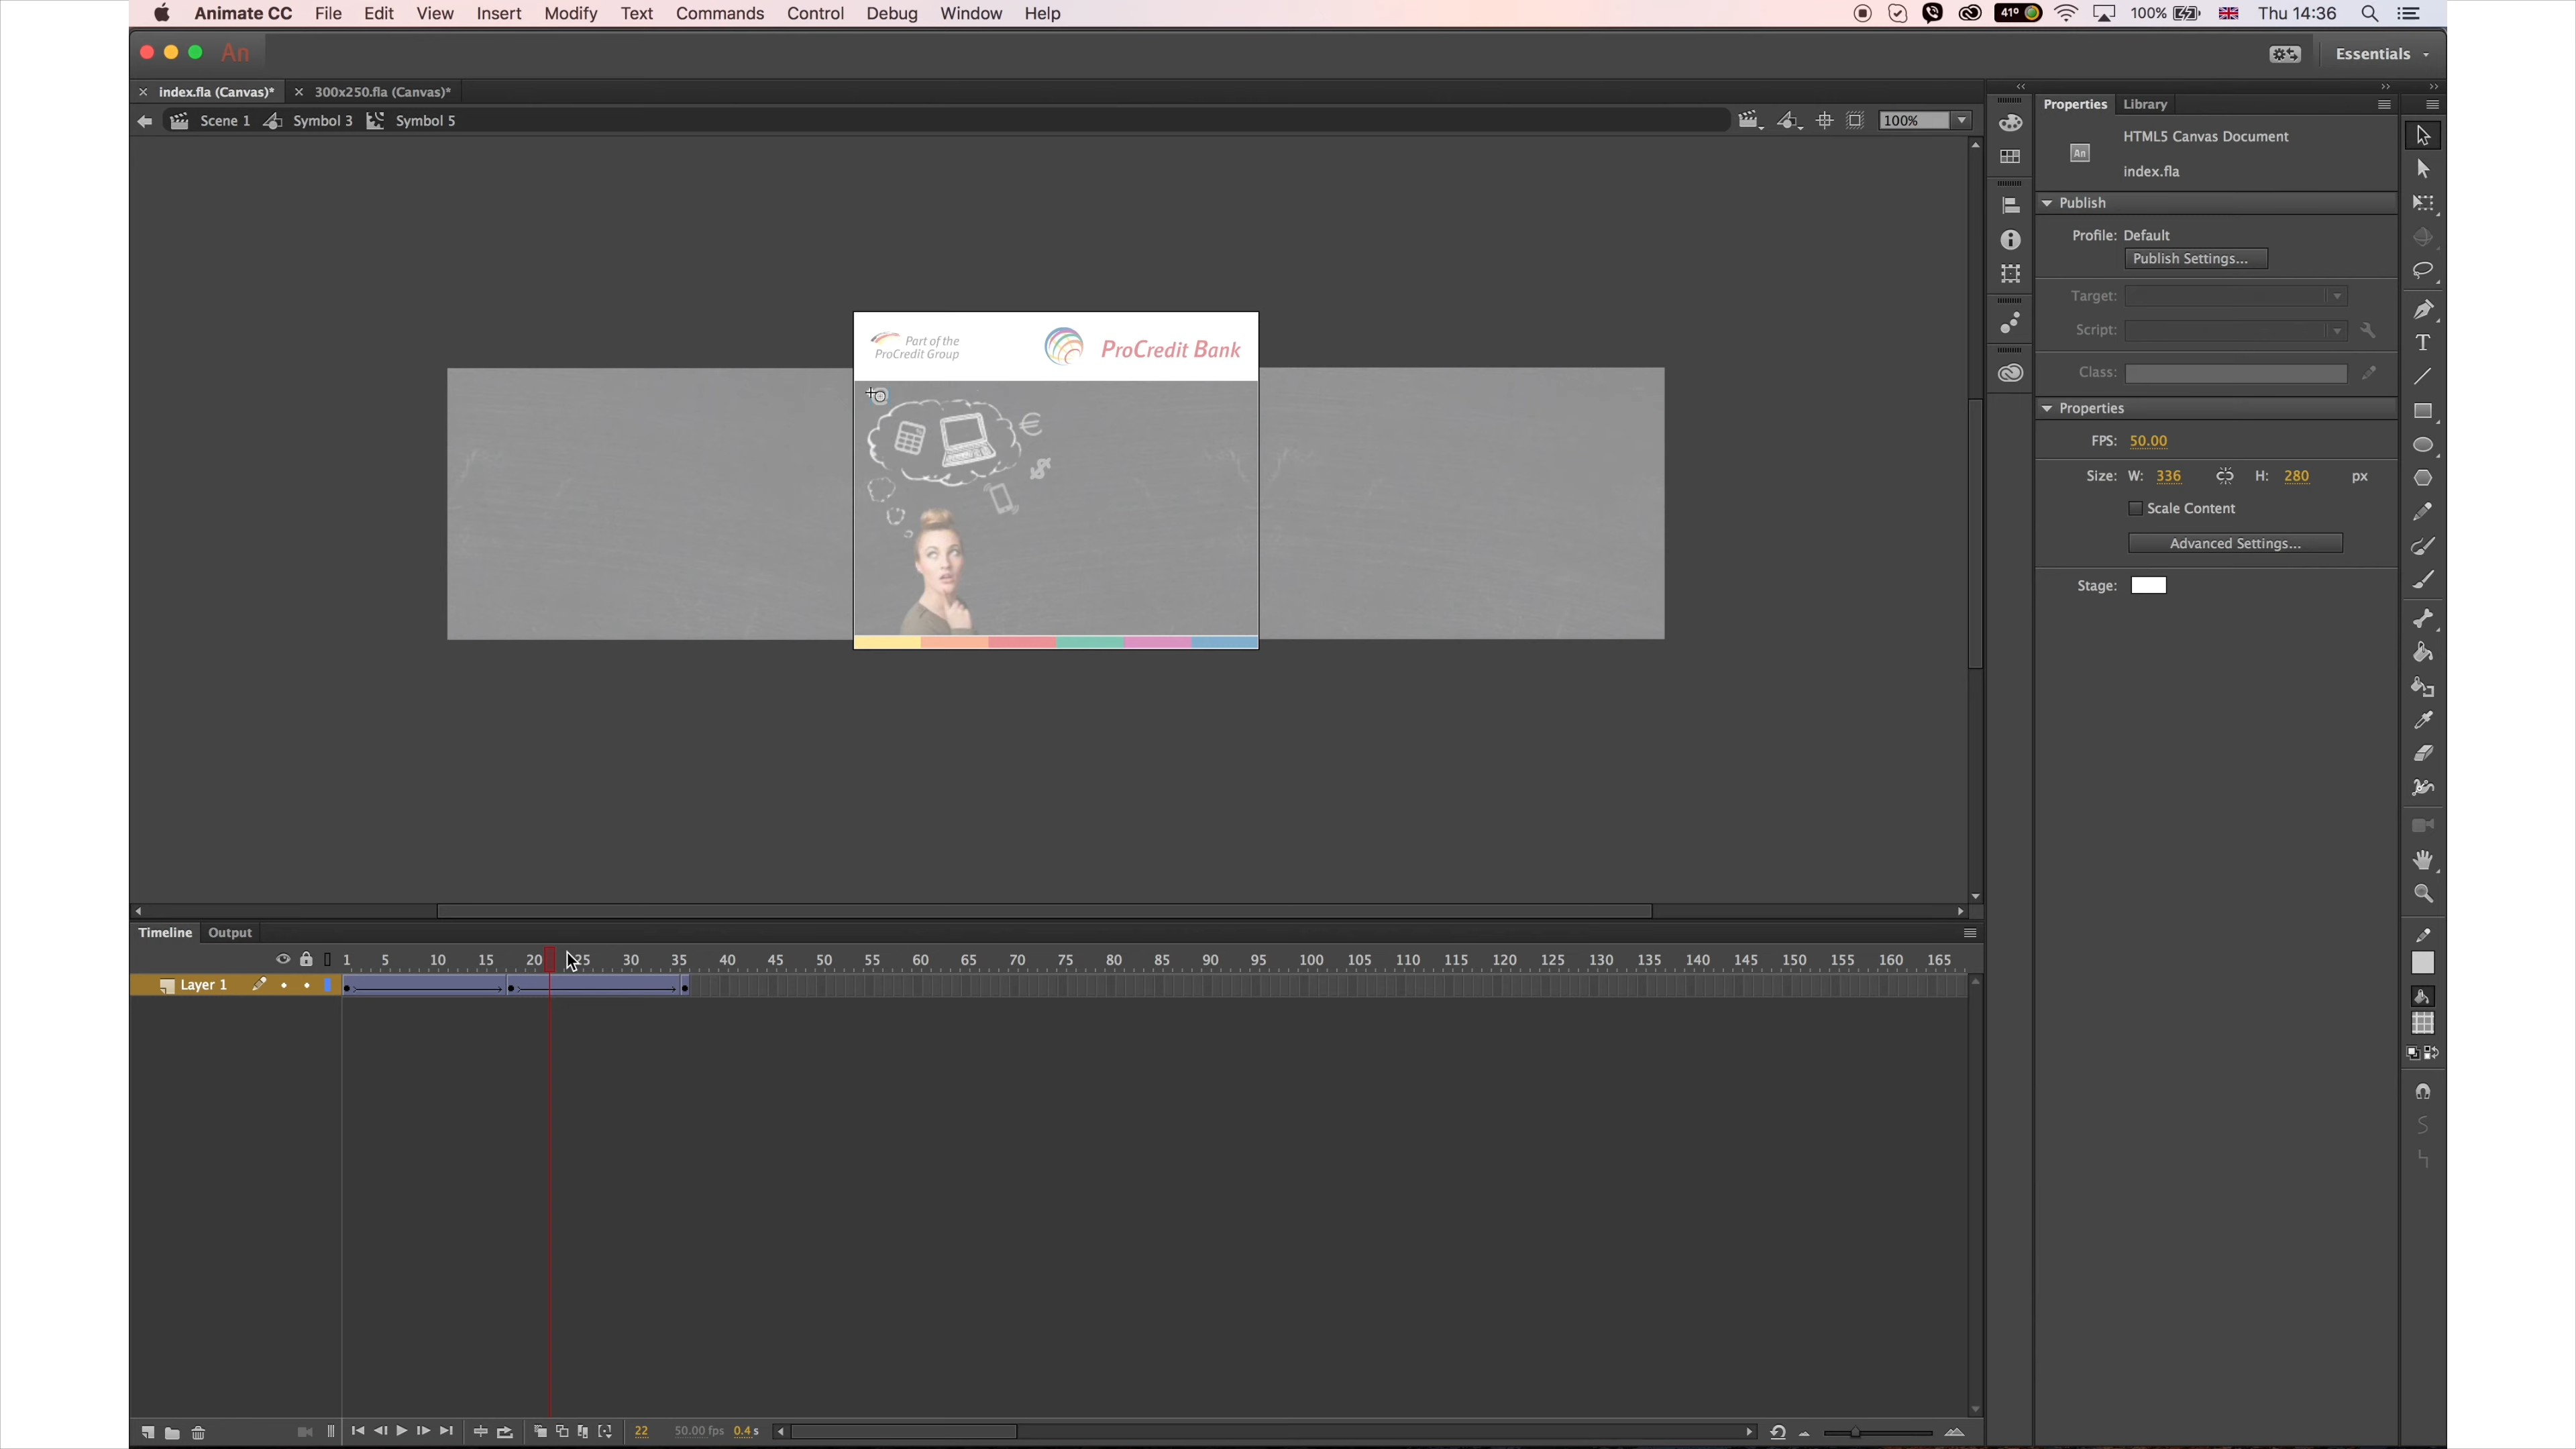 Animate CC File Edit View Insert Modify Text Commands Control Debug Window Help 41° 100% Thu 14:36
An Essentials
index.fla (Canvas)* 300x250.fla (Canvas)*
Scene 1 Symbol 3 Symbol 5 100%
Properties Library
HTML5 Canvas Document
An
index.fla
Publish
Profile: Default
Publish Settings...
Target:
Script:
Class:
Properties
FPS: 50.00
Size: W: 336 H: 280 px
Scale Content
Advanced Settings...
Stage:
Part of the
ProCredit Group
ProCredit Bank
€
$
Timeline Output
1 5 10 15 20 25 30 35 40 45 50 55 60 65 70 75 80 85 90 95 100 105 110 115 120 125 130 135 140 145 150 155 160 165
Layer 1
22 50.00 fps 0.4 s